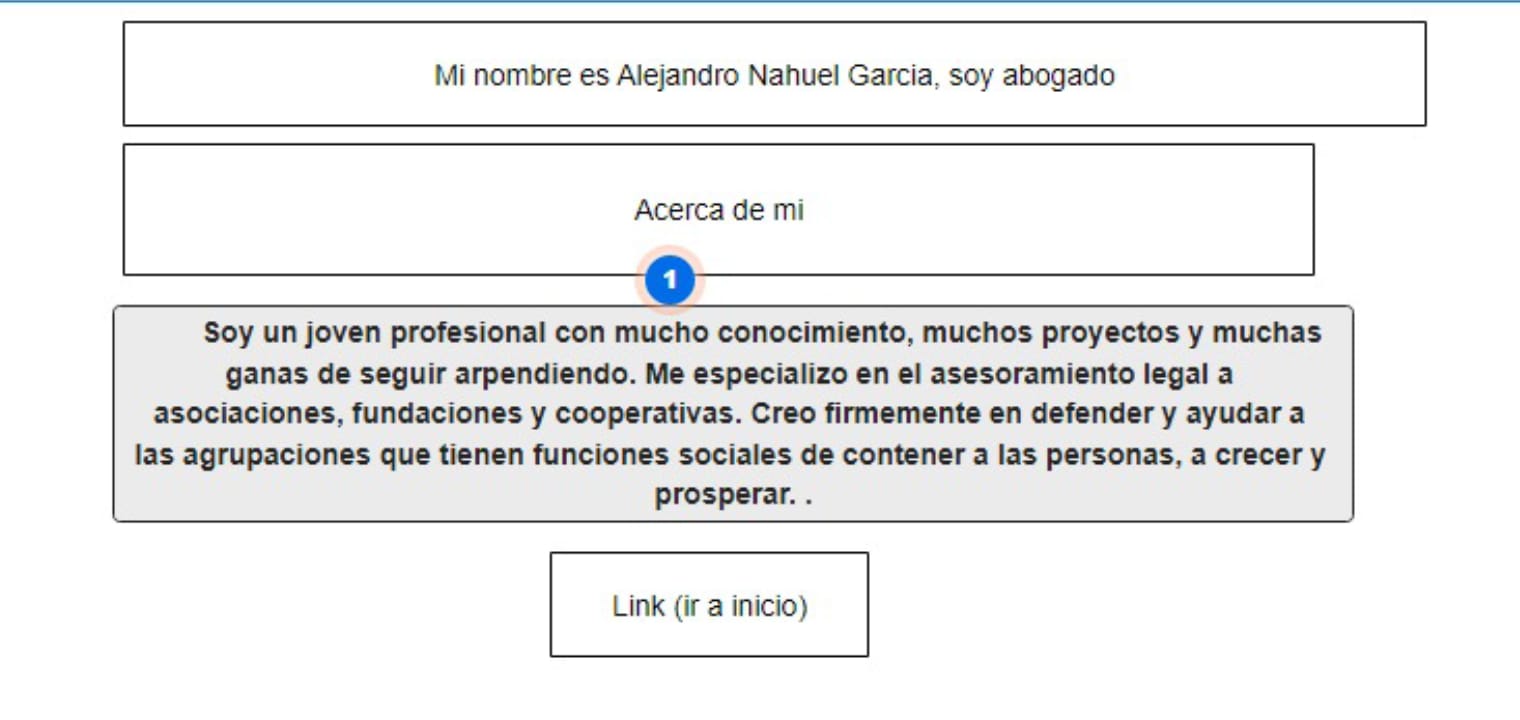 Mi nombre es Alejandro Nahuel Garcia, soy abogado
Acerca de mi
1
Soy un joven profesional con mucho conocimiento, muchos proyectos y muchas
ganas de seguir arpendiendo. Me especializo en el asesoramiento legal a
asociaciones, fundaciones y cooperativas. Creo firmemente en defender y ayudar a
las agrupaciones que tienen funciones sociales de contener a las personas, a crecer y
prosperar. .
Link (ir a inicio)